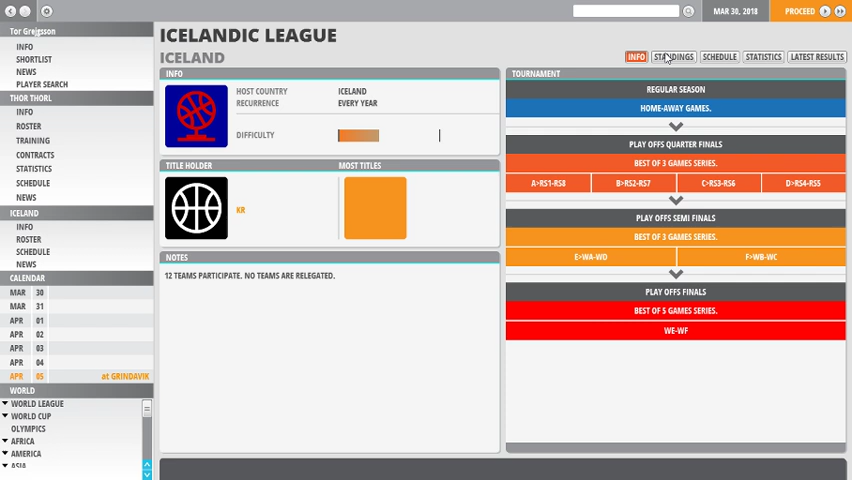 MAR 30, 2018
PROCEED
Tor Grejgsson
INFO
SHORTLIST
NEWS
PLAYER SEARCH
THOR THORL
INFO
ROSTER
TRAINING
CONTRACTS
STATISTICS
SCHEDULE
NEWS
ICELAND
INFO
ROSTER
SCHEDULE
NEWS
CALENDAR
MAR 30
MAR 31
APR 01
APR 02
APR 03
APR 04
APR 05 at GRINDAVIK
WORLD
WORLD LEAGUE
WORLD CUP
OLYMPICS
AFRICA
AMERICA
ASIA
ICELANDIC LEAGUE
ICELAND
INFO STANDINGS SCHEDULE STATISTICS LATEST RESULTS
INFO
HOST COUNTRY ICELAND
RECURRENCE EVERY YEAR
DIFFICULTY
TITLE HOLDER MOST TITLES
KR
NOTES
12 TEAMS PARTICIPATE. NO TEAMS ARE RELEGATED.
TOURNAMENT
REGULAR SEASON
HOME-AWAY GAMES.
PLAY OFFS QUARTER FINALS
BEST OF 3 GAMES SERIES.
A>RS1-RS8 B>RS2-RS7 C>RS3-RS6 D>RS4-RS5
PLAY OFFS SEMI FINALS
BEST OF 3 GAMES SERIES.
E>WA-WD F>WB-WC
PLAY OFFS FINALS
BEST OF 5 GAMES SERIES.
WE-WF